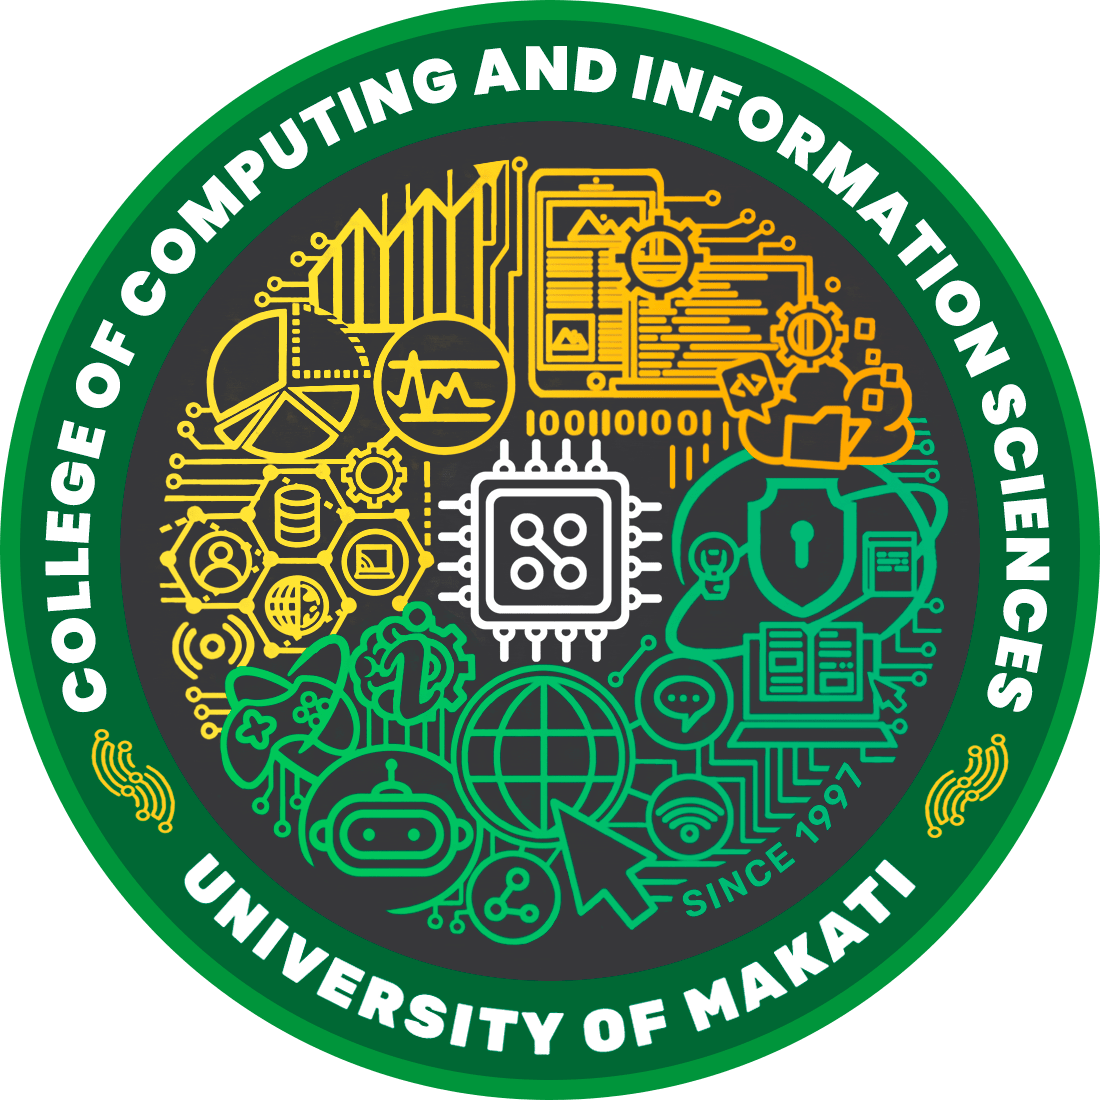 COLLEGE OF COMPUTING AND INFORMATION SCIENCES
1001101001
SINCE 1997
UNIVERSITY OF MAKATI